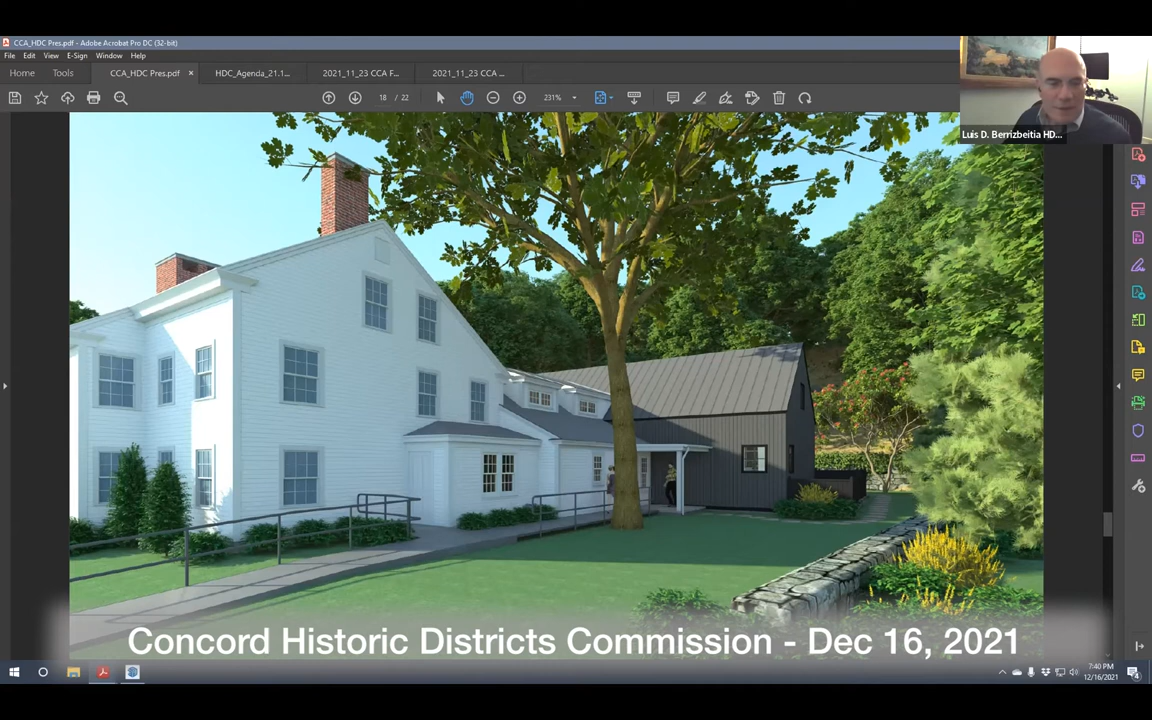 CCA_HDC Pres.pdf - Adobe Acrobat Pro DC (32-bit)
File Edit View E-Sign Window Help
Home Tools CCA_HDC Pres.pdf × HDC_Agenda_21.1... 2021_11_23 CCA F... 2021_11_23 CCA ...
18 / 22 231%
Luis D. Berrizbeitia HD...
Concord Historic Districts Commission - Dec 16, 2021
7:40 PM
12/16/2021